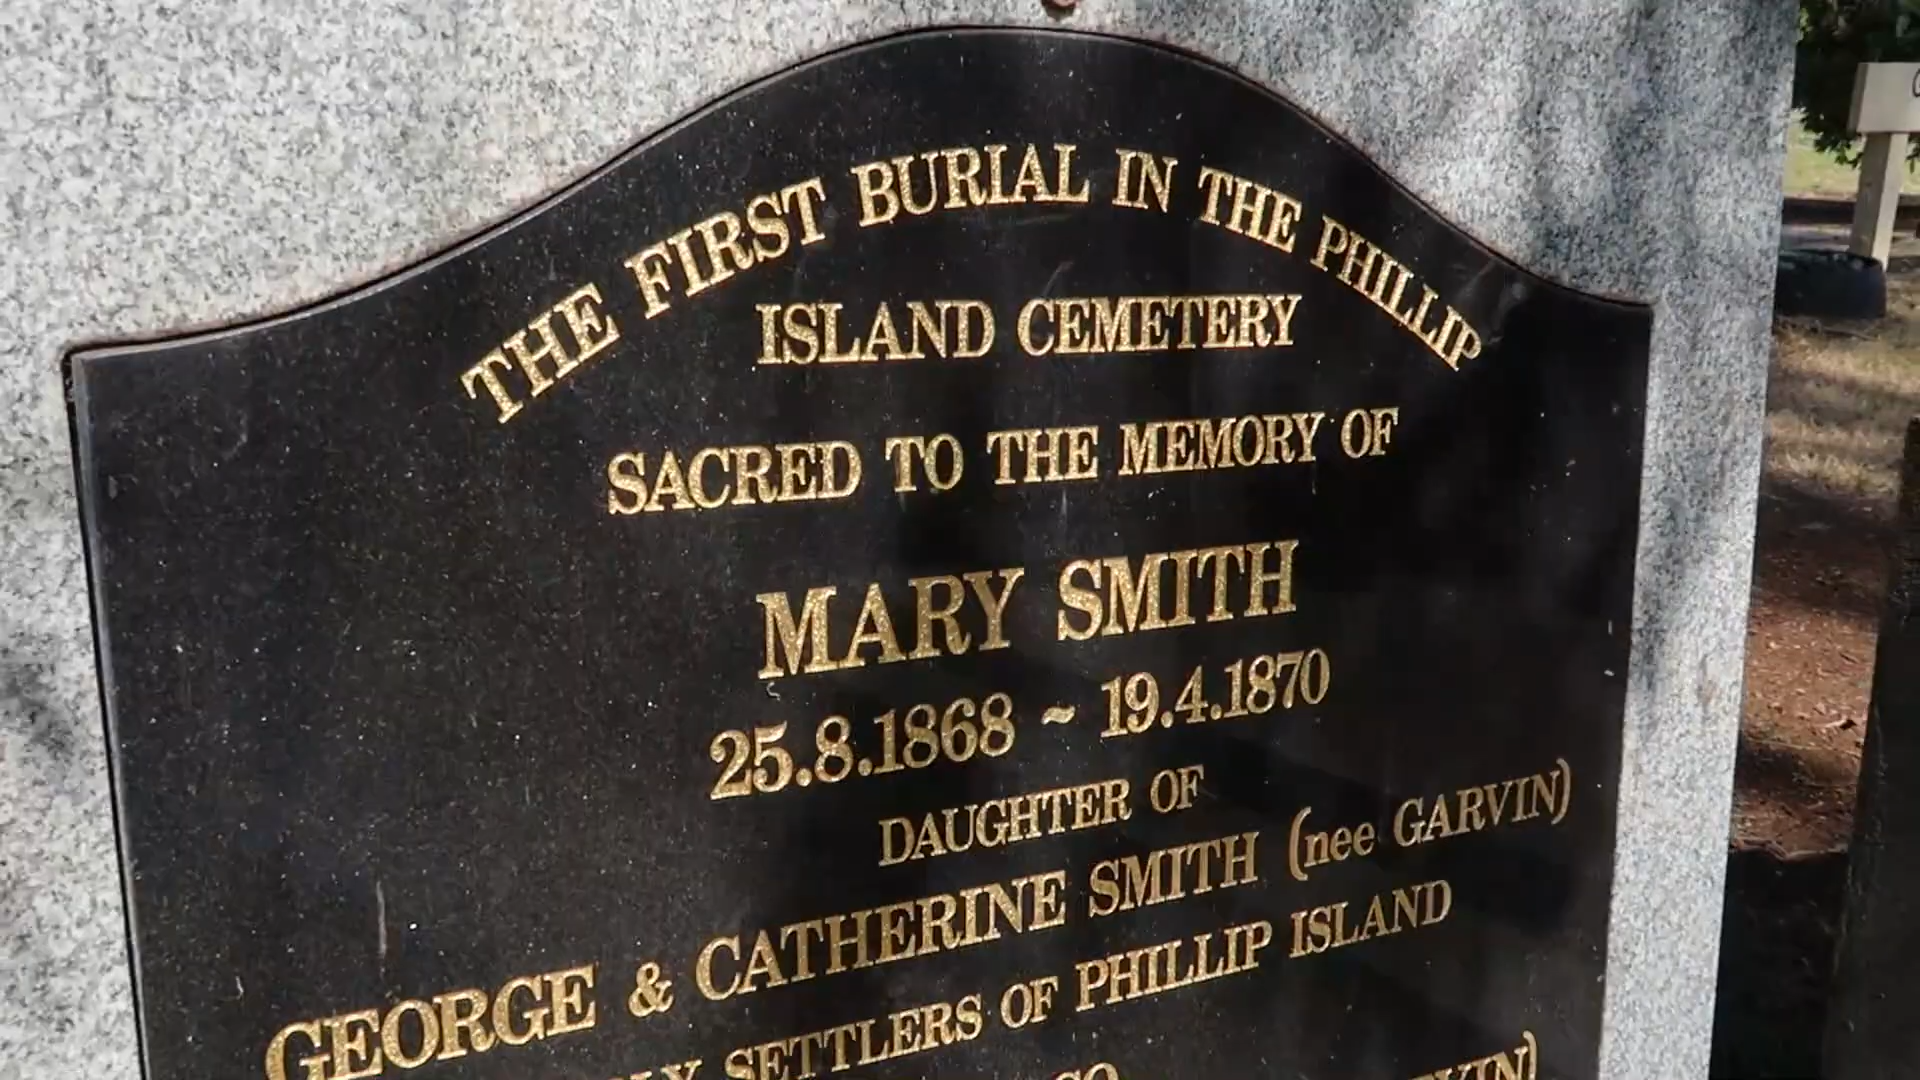 THE FIRST BURIAL IN THE PHILLIP
ISLAND CEMETERY
SACRED TO THE MEMORY OF
MARY SMITH
25.8.1868 ~ 19.4.1870
DAUGHTER OF
GEORGE & CATHERINE SMITH (nee GARVIN)
SETTLERS OF PHILLIP ISLAND